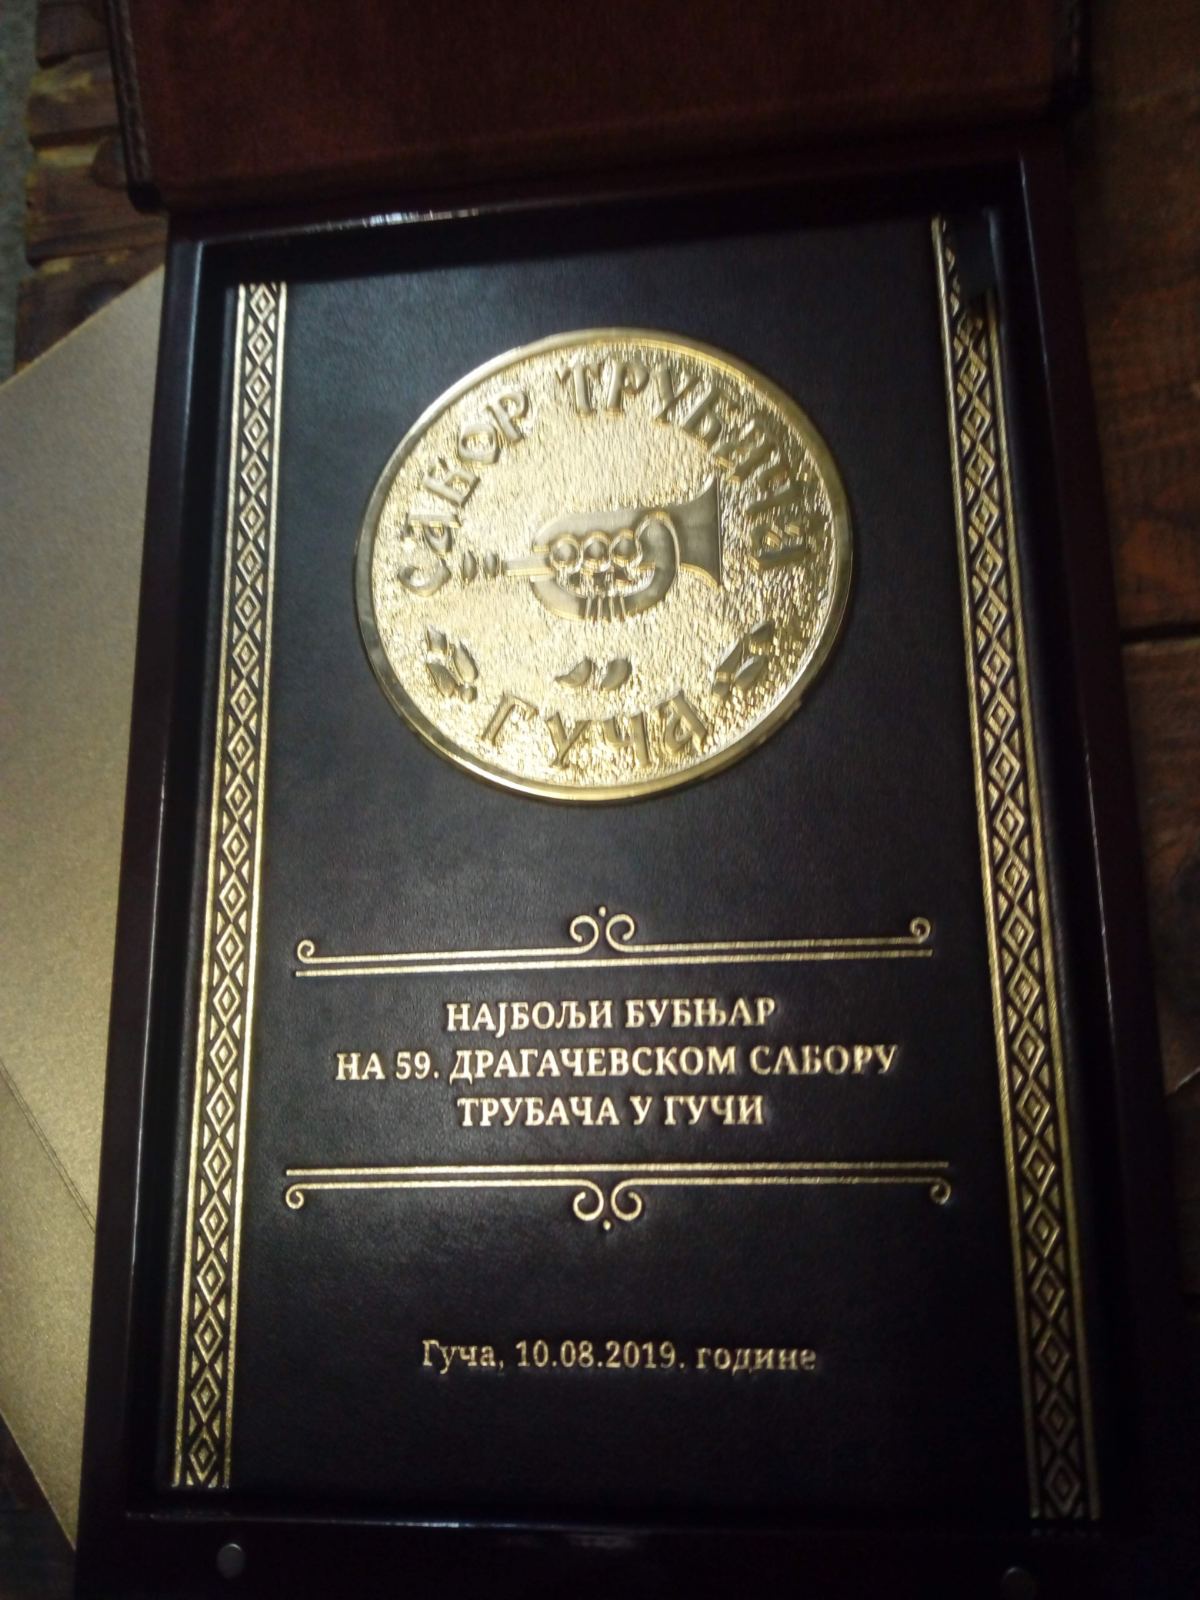 САБОР ТРУБАЧА
ГУЧА
НАЈБОЉИ БУБЊАР
НА 59. ДРАГАЧЕВСКОМ САБОРУ
ТРУБАЧА У ГУЧИ
Гуча, 10.08.2019. године